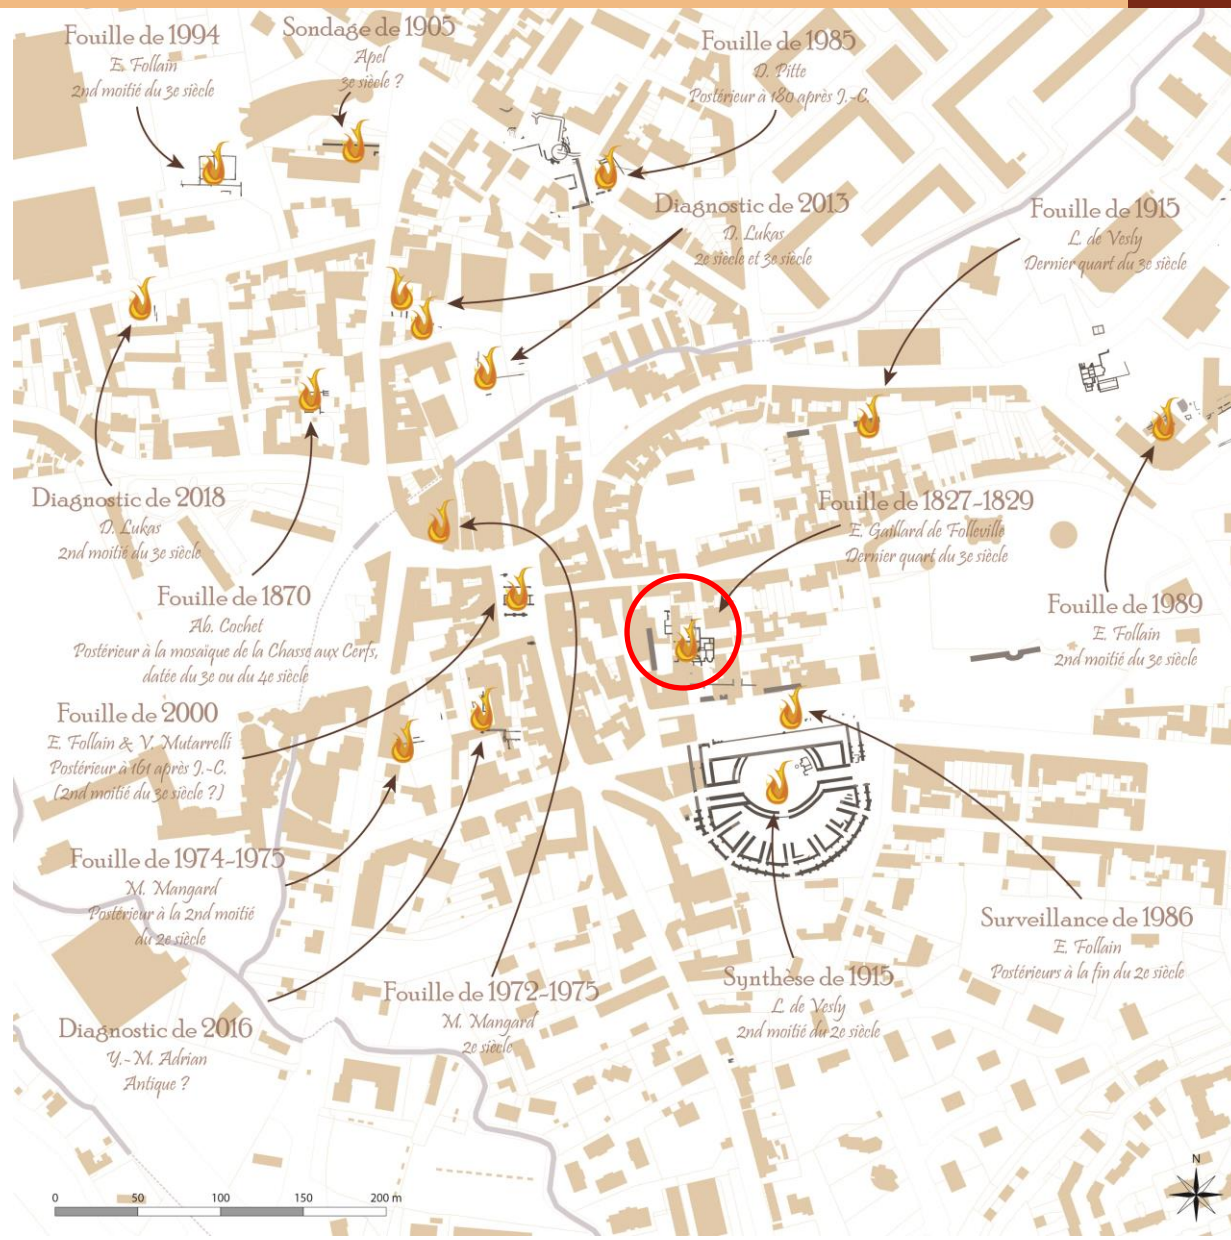 Fouille de 1994
E. Follain
2nd moitié du 3e siècle
Sondage de 1905
Apel
3e siècle ?
Fouille de 1985
D. Pitte
Postérieur à 180 après J.-C.
Diagnostic de 2013
D. Lukas
2e siècle et 3e siècle
Fouille de 1915
L. de Vesly
Dernier quart du 3e siècle
Diagnostic de 2018
D. Lukas
2nd moitié du 3e siècle
Fouille de 1827-1829
E. Gaillard de Folleville
Dernier quart du 3e siècle
Fouille de 1870
Ab. Cochet
Postérieur à la mosaïque de la Chasse aux Cerfs,
datée du 3e ou du 4e siècle
Fouille de 1989
E. Follain
2nd moitié du 3e siècle
Fouille de 2000
E. Follain & V. Mutarrelli
Postérieur à 161 après J.-C.
(2nd moitié du 3e siècle ?)
Fouille de 1974-1975
M. Mangard
Postérieur à la 2nd moitié
du 2e siècle
Surveillance de 1986
E. Follain
Postérieurs à la fin du 2e siècle
Fouille de 1972-1975
M. Mangard
2e siècle
Synthèse de 1915
L. de Vesly
2nd moitié du 2e siècle
Diagnostic de 2016
Y.-M. Adrian
Antique ?
N
0 50 100 150 200 m